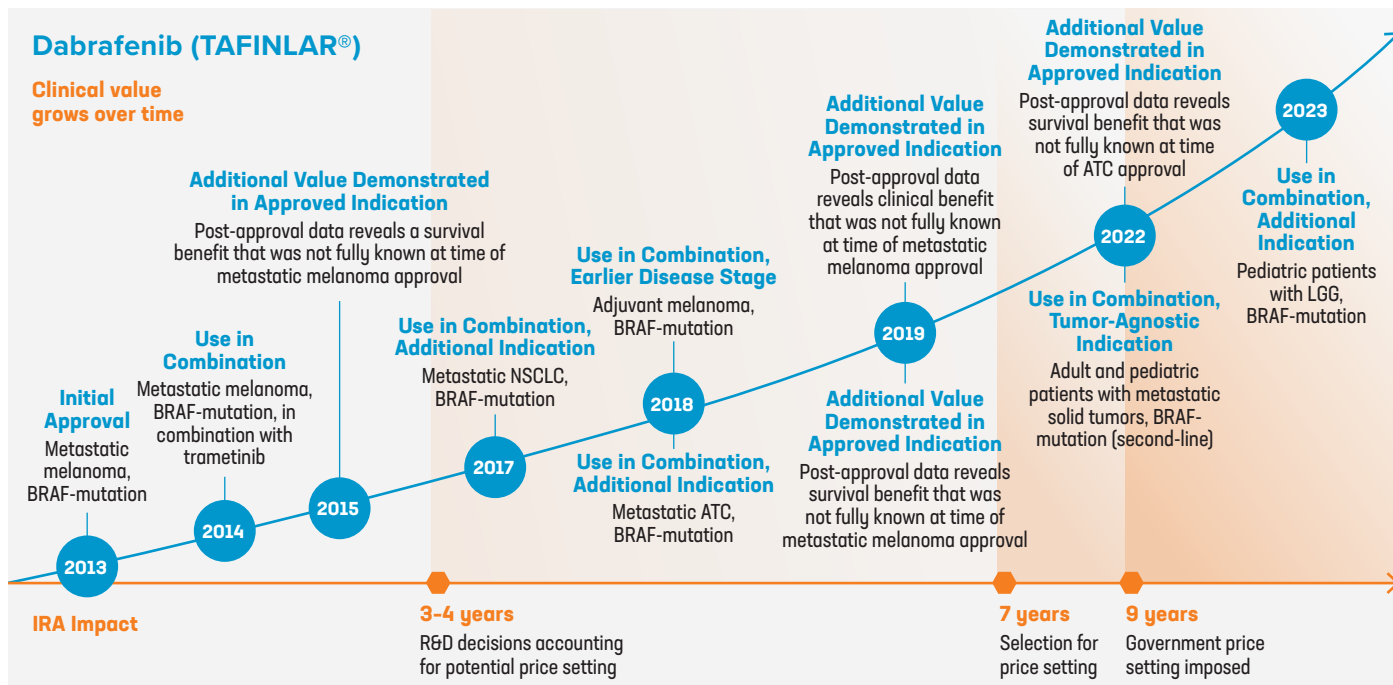 Dabrafenib (TAFINLAR®)
Clinical value
grows over time
Initial
Approval
Metastatic
melanoma,
BRAF-mutation
2013
Use in
Combination
Metastatic melanoma,
BRAF-mutation, in
combination with
trametinib
2014
Additional Value Demonstrated
in Approved Indication
Post-approval data reveals a survival
benefit that was not fully known at time of
metastatic melanoma approval
2015
Use in Combination,
Additional Indication
Metastatic NSCLC,
BRAF-mutation
2017
Use in Combination,
Earlier Disease Stage
Adjuvant melanoma,
BRAF-mutation
2018
Use in Combination,
Additional Indication
Metastatic ATC,
BRAF-mutation
Additional Value
Demonstrated in
Approved Indication
Post-approval data
reveals clinical benefit
that was not fully known
at time of metastatic
melanoma approval
2019
Additional Value
Demonstrated in
Approved Indication
Post-approval data reveals
survival benefit that was
not fully known at time of
metastatic melanoma approval
Additional Value
Demonstrated in
Approved Indication
Post-approval data reveals
survival benefit that was
not fully known at time
of ATC approval
2022
Use in Combination,
Tumor-Agnostic
Indication
Adult and pediatric
patients with metastatic
solid tumors, BRAF-
mutation (second-line)
2023
Use in
Combination,
Additional
Indication
Pediatric patients
with LGG,
BRAF-mutation
IRA Impact
3-4 years
R&D decisions accounting
for potential price setting
7 years
Selection for
price setting
9 years
Government price
setting imposed